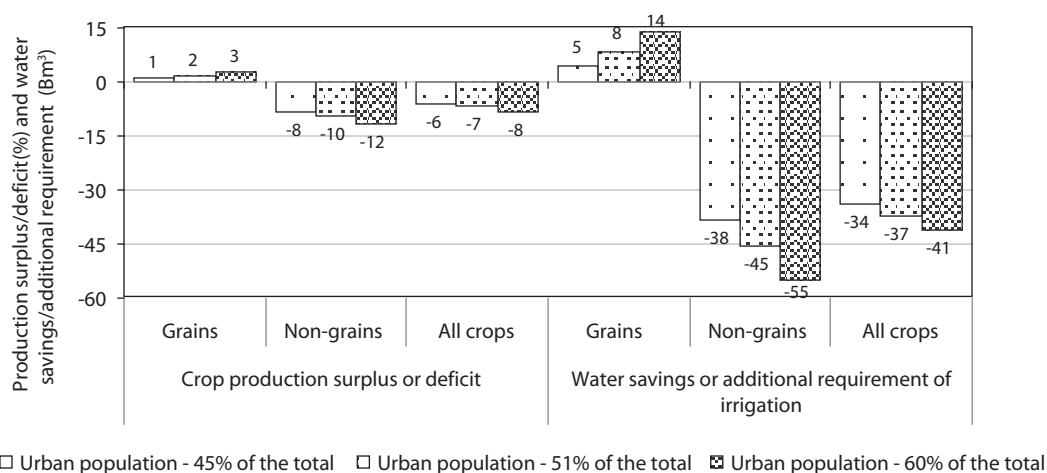 Production surplus/deficit(%) and water
savings/additional requirement (Bm³)
15
0
-15
-30
-45
-60
1
2
3
-8
-10
-12
-6
-7
-8
5
8
14
-38
-45
-55
-34
-37
-41
Grains
Non-grains
All crops
Grains
Non-grains
All crops
Crop production surplus or deficit
Water savings or additional requirement of
irrigation
Urban population - 45% of the total
Urban population - 51% of the total
Urban population - 60% of the total